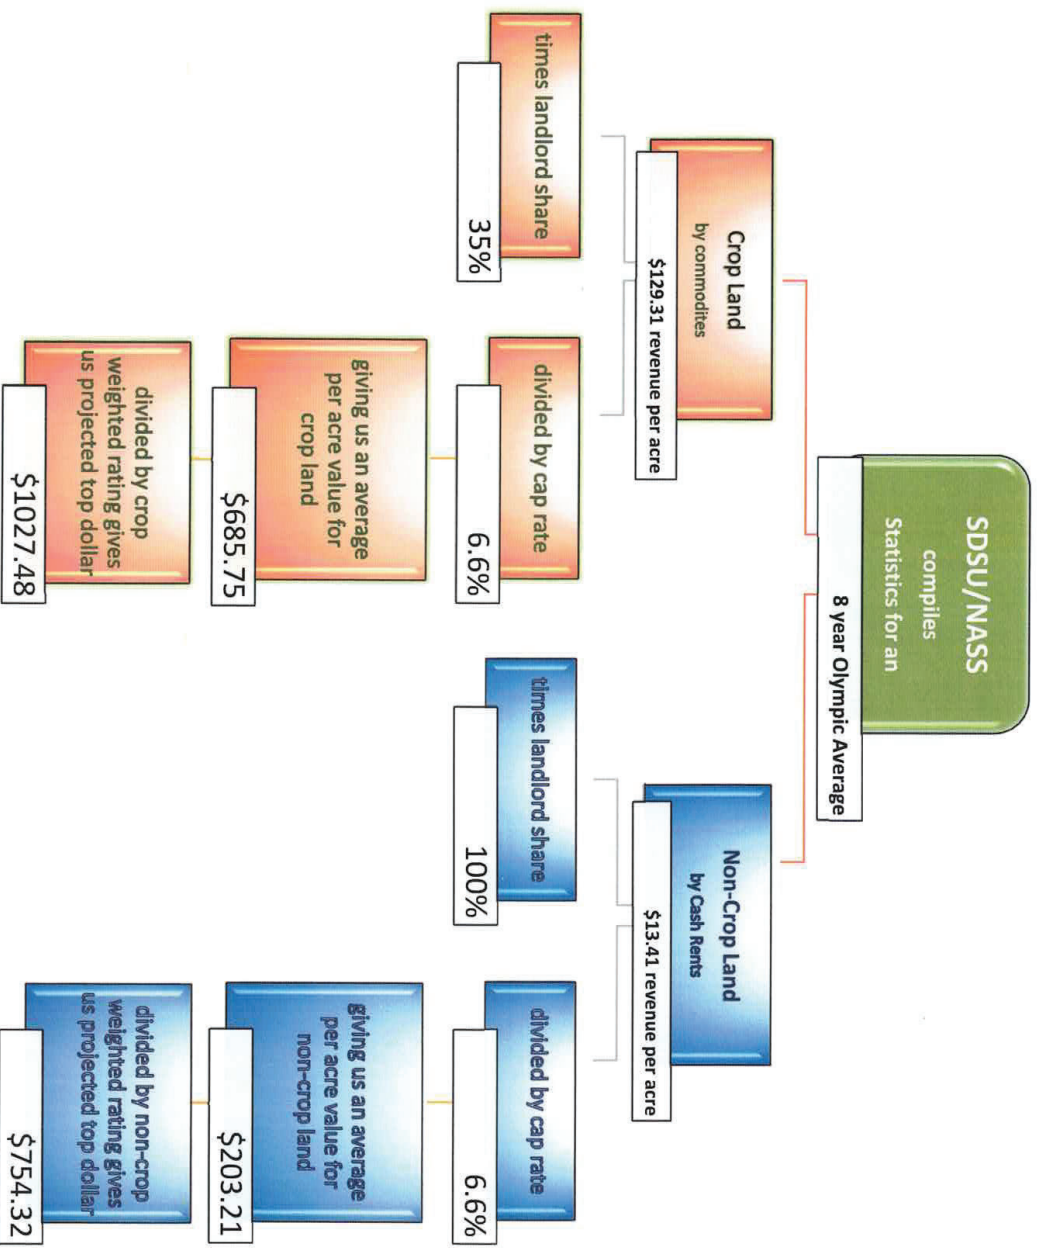 SDSU/NASS
compiles
Statistics for an
8 year Olympic Average
Crop Land
by commodites
$129.31 revenue per acre
times landlord share
35%
divided by cap rate
6.6%
giving us an average
per acre value for
crop land
$685.75
divided by crop
weighted rating gives
us projected top dollar
$1027.48
Non-Crop Land
by Cash Rents
$13.41 revenue per acre
times landlord share
100%
divided by cap rate
6.6%
giving us an average
per acre value for
non-crop land
$203.21
divided by non-crop
weighted rating gives
us projected top dollar
$754.32